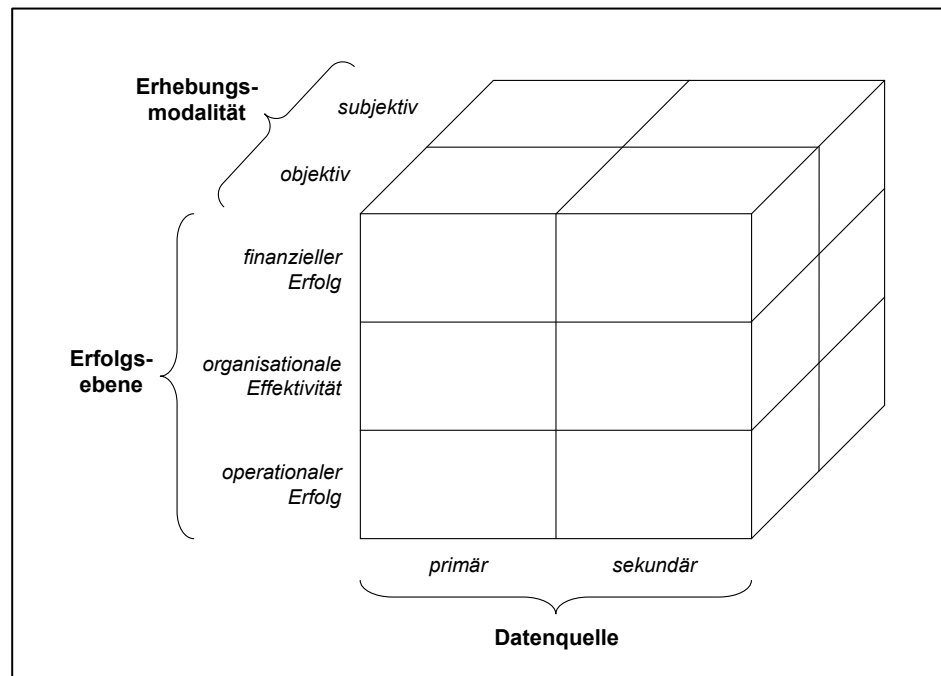 Erhebungs-
modalität
subjektiv
objektiv
finanzieller
Erfolg
Erfolgs-
ebene
organisationale
Effektivität
operationaler
Erfolg
primär
sekundär
Datenquelle